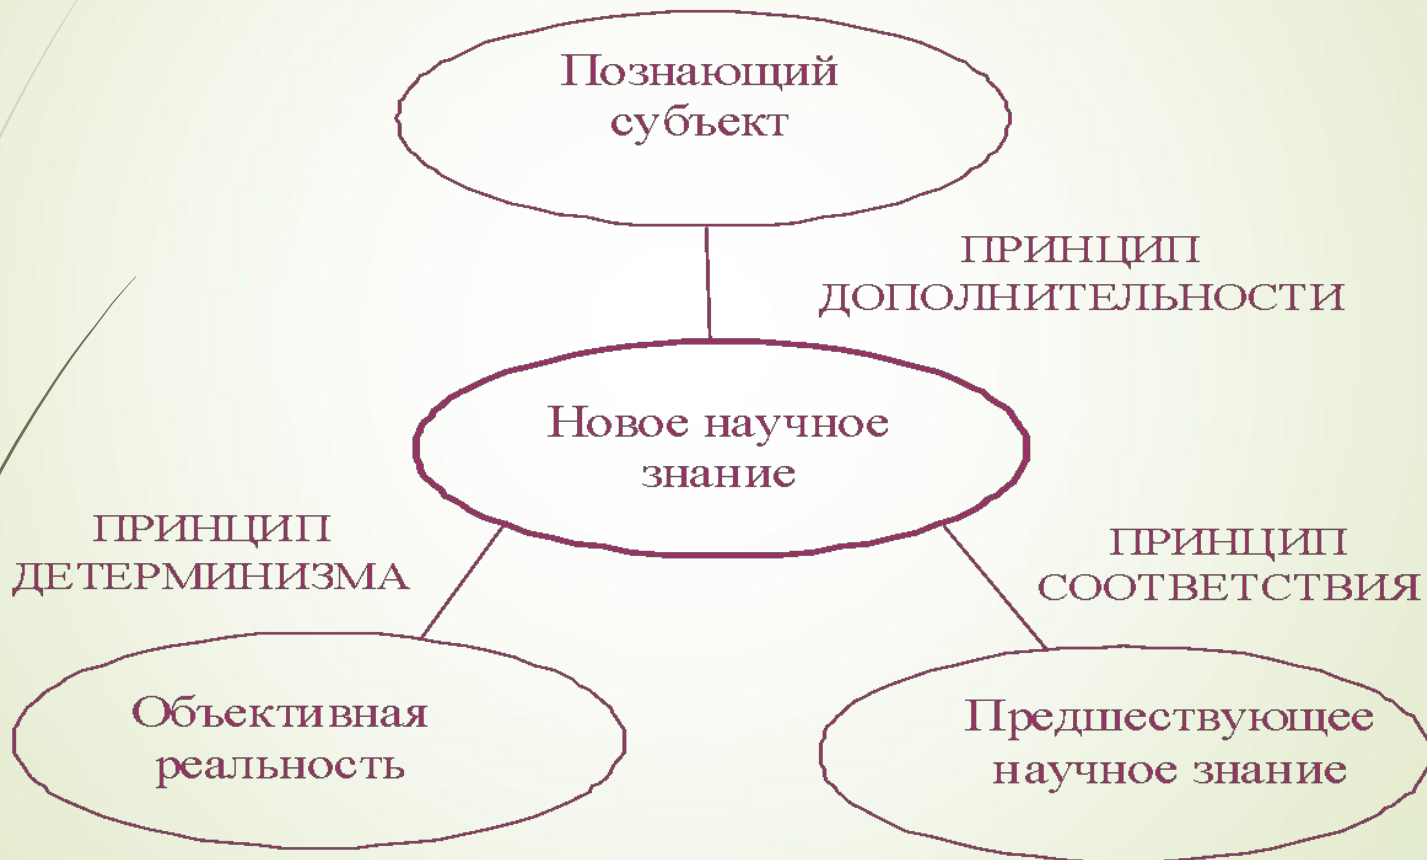 Познающий
субъект
ПРИНЦИП
ДОПОЛНИТЕЛЬНОСТИ
Новое научное
знание
ПРИНЦИП
ДЕТЕРМИНИЗМА
ПРИНЦИП
СООТВЕТСТВИЯ
Объективная
реальность
Предшествующее
научное знание